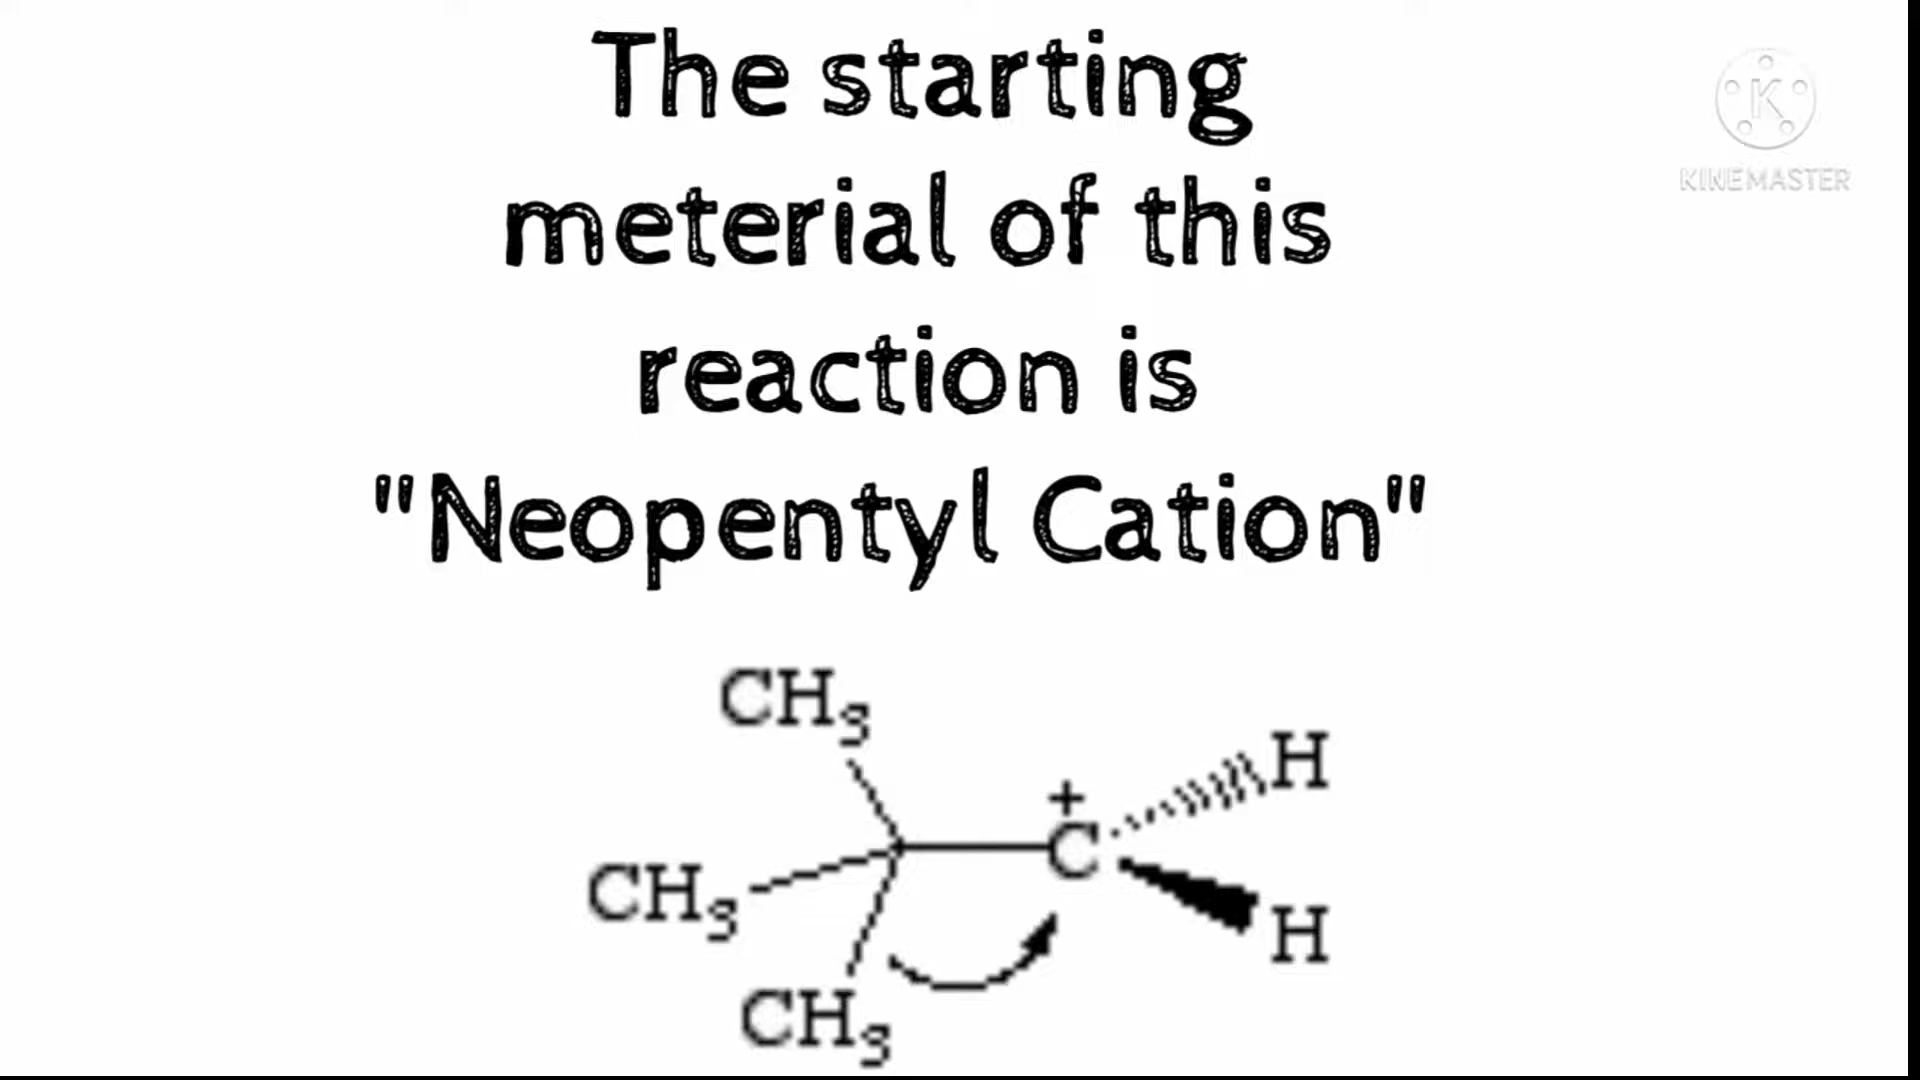 The starting
meterial of this
reaction is
"Neopentyl Cation"
K
KINEMASTER
CH3
H
+
C
CH3
H
CH3